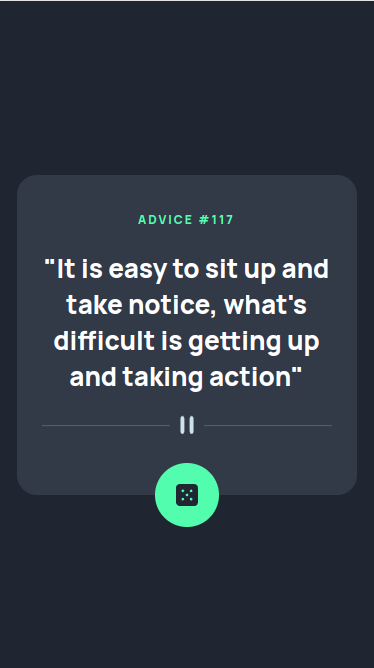 ADVICE #117
"It is easy to sit up and
take notice, what's
difficult is getting up
and taking action"